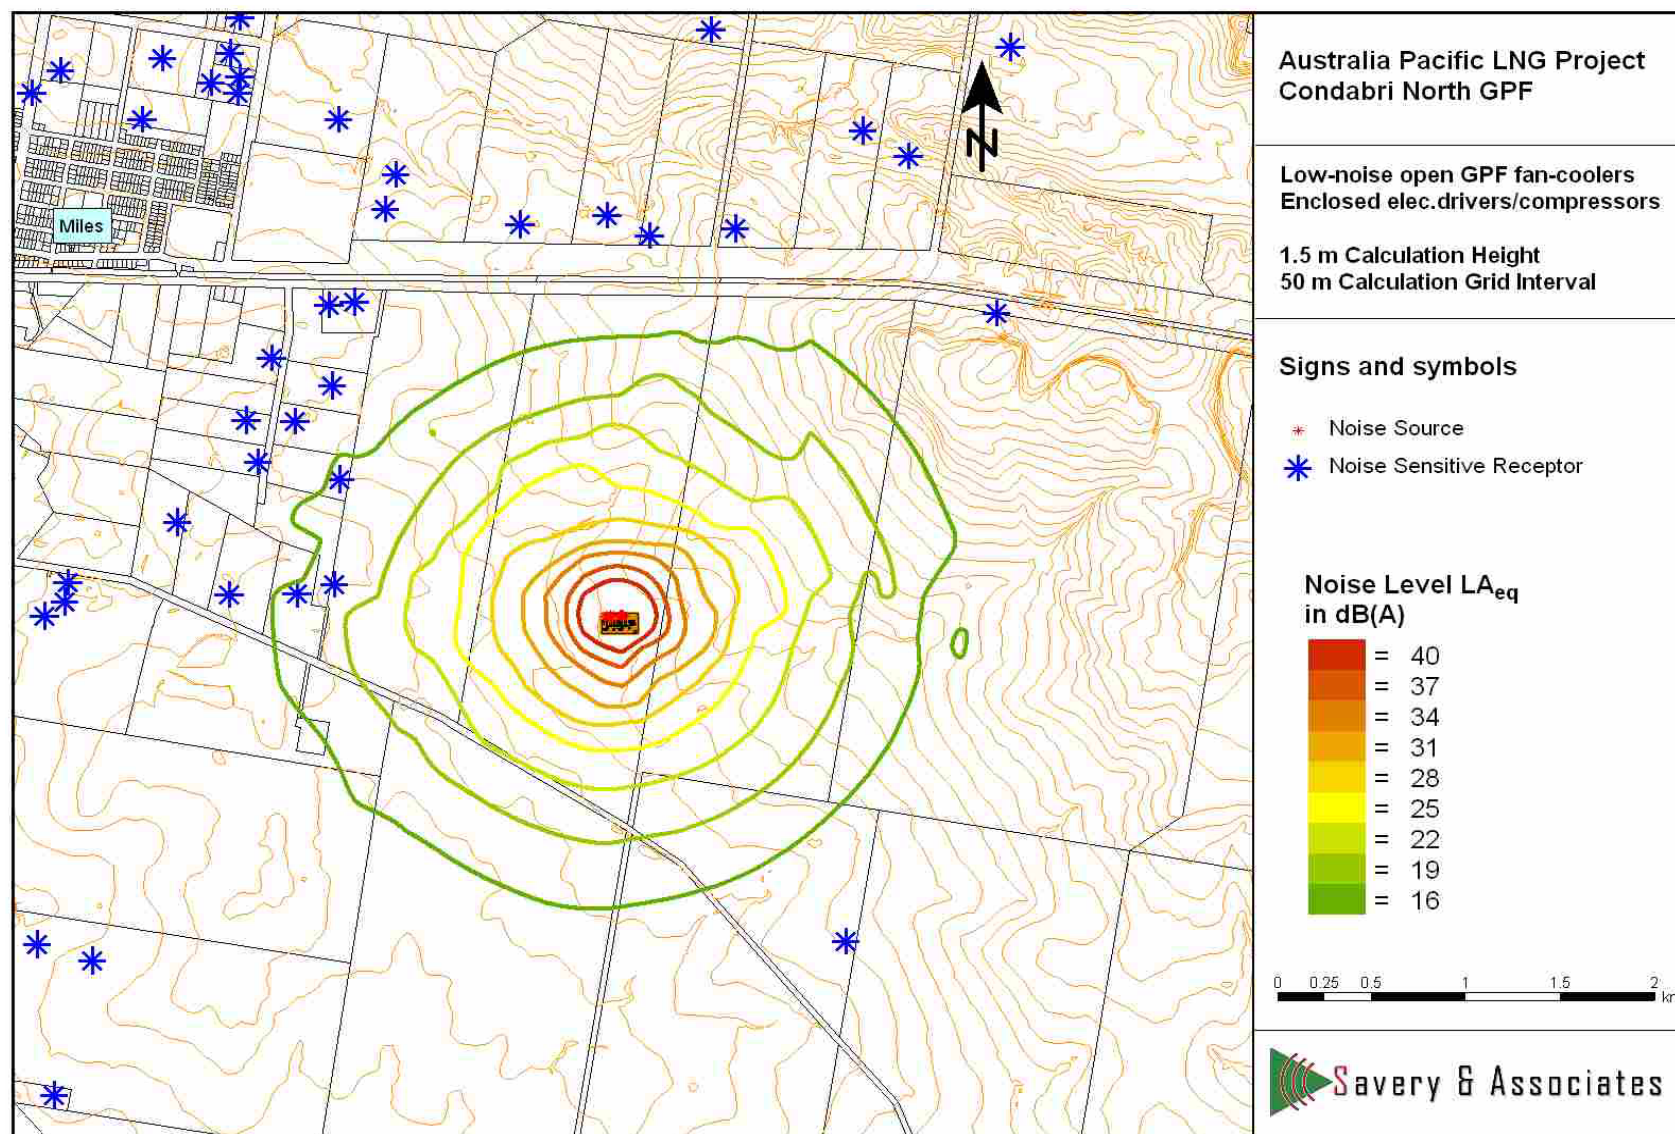 Miles
N
Australia Pacific LNG Project
Condabri North GPF
Low-noise open GPF fan-coolers
Enclosed elec.drivers/compressors
1.5 m Calculation Height
50 m Calculation Grid Interval
Signs and symbols
Noise Source
Noise Sensitive Receptor
Noise Level LAeq
in dB(A)
= 40
= 37
= 34
= 31
= 28
= 25
= 22
= 19
= 16
0 0.25 0.5 1 1.5 2
km
Savery & Associates